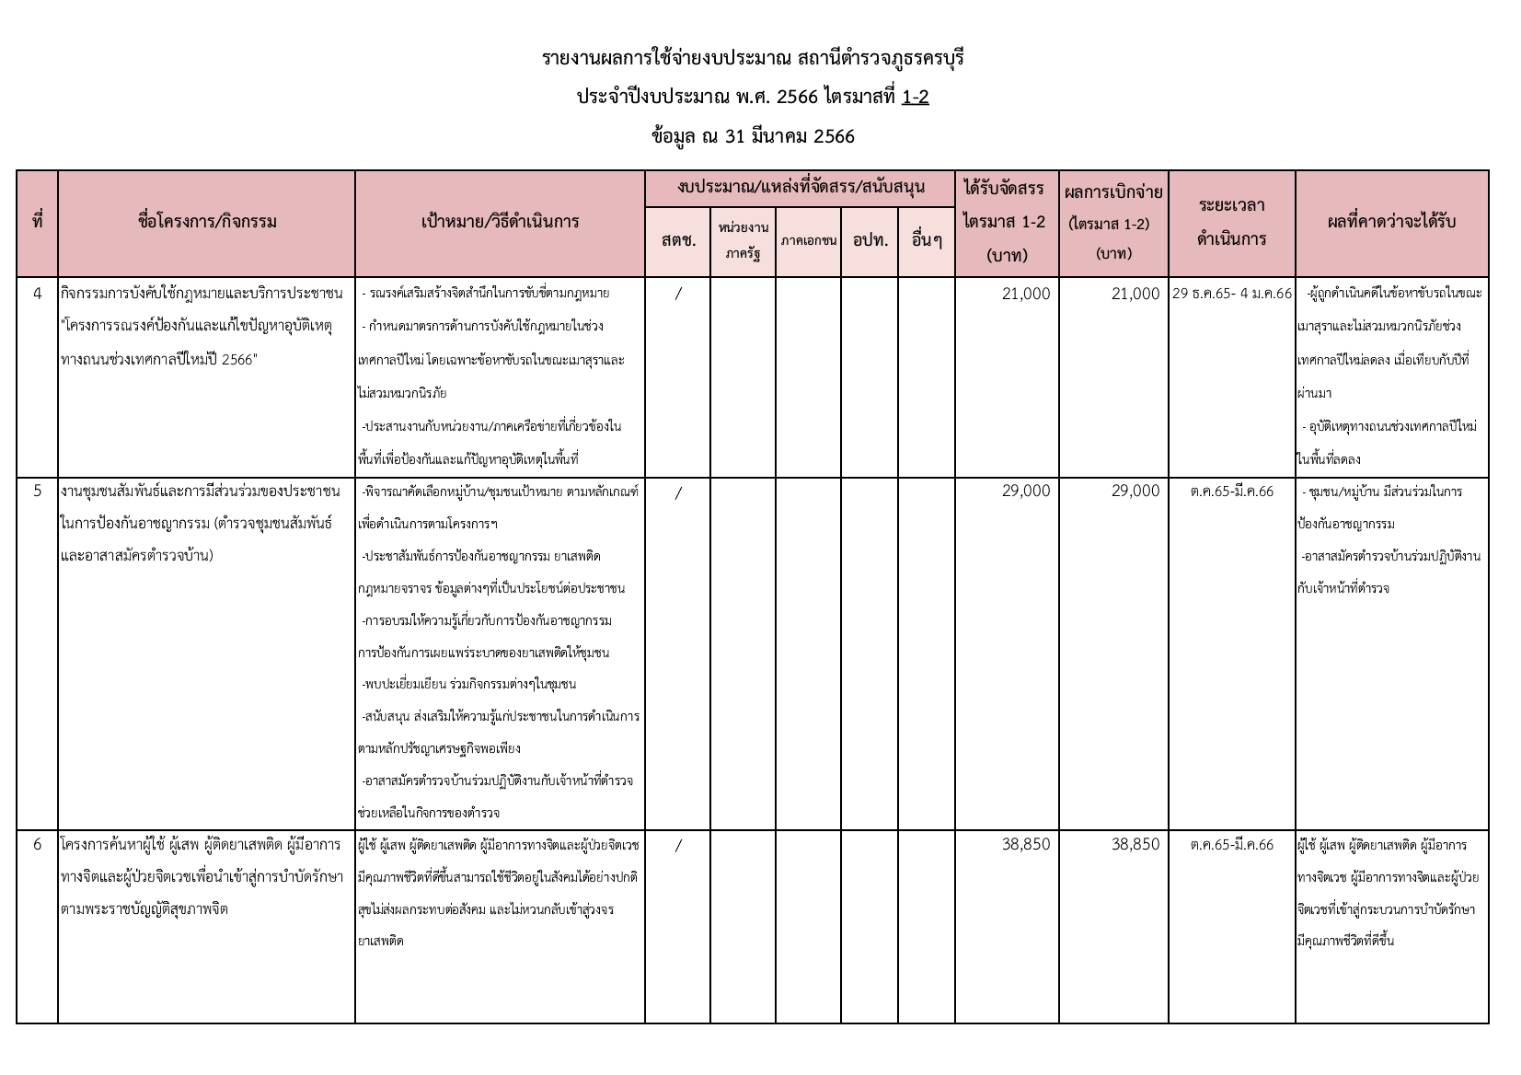 รายงานผลการใช้จ่ายงบประมาณ สถานีตำรวจภูธรครบุรี
ประจำปีงบประมาณ พ.ศ. 2566 ไตรมาสที่ 1-2
ข้อมูล ณ 31 มีนาคม 2566
ที่
ชื่อโครงการ/กิจกรรม
เป้าหมาย/วิธีดำเนินการ
งบประมาณ/แหล่งที่จัดสรร/สนับสนุน
สตช.
หน่วยงาน
ภาครัฐ
ภาคเอกชน
อปท.
อื่นๆ
ได้รับจัดสรร
ไตรมาส 1-2
(บาท)
ผลการเบิกจ่าย
(ไตรมาส 1-2)
(บาท)
ระยะเวลา
ดำเนินการ
ผลที่คาดว่าจะได้รับ
4
กิจกรรมการบังคับใช้กฎหมายและบริการประชาชน
"โครงการรณรงค์ป้องกันและแก้ไขปัญหาอุบัติเหตุ
ทางถนนช่วงเทศกาลปีใหม่ปี 2566"
- รณรงค์เสริมสร้างจิตสำนึกในการขับขี่ตามกฎหมาย
- กำหนดมาตรการด้านการบังคับใช้กฎหมายในช่วง
เทศกาลปีใหม่ โดยเฉพาะข้อหาขับรถในขณะเมาสุราและ
ไม่สวมหมวกนิรภัย
-ประสานงานกับหน่วยงาน/ภาคเครือข่ายที่เกี่ยวข้องใน
พื้นที่เพื่อป้องกันและแก้ปัญหาอุบัติเหตุในพื้นที่
/
21,000
21,000
29 ธ.ค.65- 4 ม.ค.66
-ผู้ถูกดำเนินคดีในข้อหาขับรถในขณะ
เมาสุราและไม่สวมหมวกนิรภัยช่วง
เทศกาลปีใหม่ลดลง เมื่อเทียบกับปีที่
ผ่านมา
- อุบัติเหตุทางถนนช่วงเทศกาลปีใหม่
ในพื้นที่ลดลง
5
งานชุมชนสัมพันธ์และการมีส่วนร่วมของประชาชน
ในการป้องกันอาชญากรรม (ตำรวจชุมชนสัมพันธ์
และอาสาสมัครตำรวจบ้าน)
-พิจารณาคัดเลือกหมู่บ้าน/ชุมชนเป้าหมาย ตามหลักเกณฑ์
เพื่อดำเนินการตามโครงการฯ
-ประชาสัมพันธ์การป้องกันอาชญากรรม ยาเสพติด
กฎหมายจราจร ข้อมูลต่างๆที่เป็นประโยชน์ต่อประชาชน
-การอบรมให้ความรู้เกี่ยวกับการป้องกันอาชญากรรม
การป้องกันการเผยแพร่ระบาดของยาเสพติดให้ชุมชน
-พบปะเยี่ยมเยียน ร่วมกิจกรรมต่างๆในชุมชน
-สนับสนุน ส่งเสริมให้ความรู้แก่ประชาชนในการดำเนินการ
ตามหลักปรัชญาเศรษฐกิจพอเพียง
-อาสาสมัครตำรวจบ้านร่วมปฏิบัติงานกับเจ้าหน้าที่ตำรวจ
ช่วยเหลือในกิจการของตำรวจ
/
29,000
29,000
ต.ค.65-มี.ค.66
- ชุมชน/หมู่บ้าน มีส่วนร่วมในการ
ป้องกันอาชญากรรม
-อาสาสมัครตำรวจบ้านร่วมปฏิบัติงาน
กับเจ้าหน้าที่ตำรวจ
6
โครงการค้นหาผู้ใช้ ผู้เสพ ผู้ติดยาเสพติด ผู้มีอาการ
ทางจิตและผู้ป่วยจิตเวชเพื่อนำเข้าสู่การบำบัดรักษา
ตามพระราชบัญญัติสุขภาพจิต
ผู้ใช้ ผู้เสพ ผู้ติดยาเสพติด ผู้มีอาการทางจิตและผู้ป่วยจิตเวช
มีคุณภาพชีวิตที่ดีขึ้นสามารถใช้ชีวิตอยู่ในสังคมได้อย่างปกติ
สุขไม่ส่งผลกระทบต่อสังคม และไม่หวนกลับเข้าสู่วงจร
ยาเสพติด
/
38,850
38,850
ต.ค.65-มี.ค.66
ผู้ใช้ ผู้เสพ ผู้ติดยาเสพติด ผู้มีอาการ
ทางจิตเวช ผู้มีอาการทางจิตและผู้ป่วย
จิตเวชที่เข้าสู่กระบวนการบำบัดรักษา
มีคุณภาพชีวิตที่ดีขึ้น